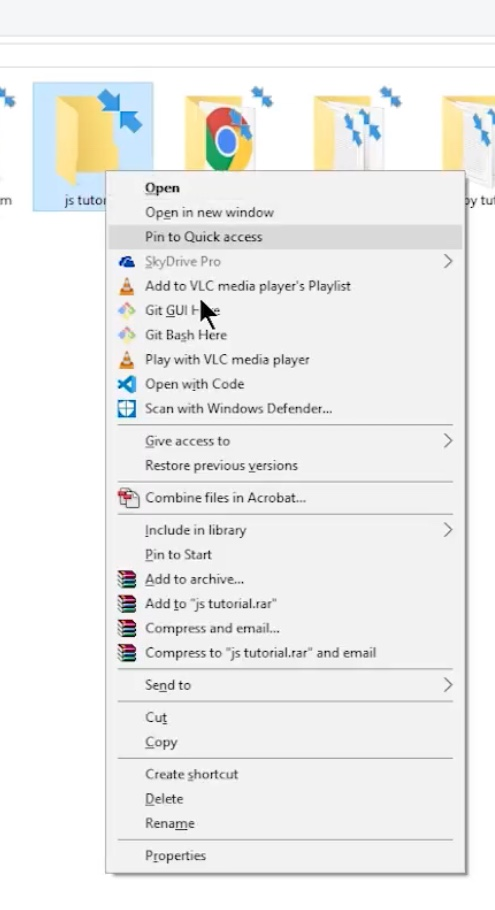 m
js tutor
by tut
Open
Open in new window
Pin to Quick access
SkyDrive Pro
Add to VLC media player's Playlist
Git GUI Here
Git Bash Here
Play with VLC media player
Open with Code
Scan with Windows Defender...
Give access to
Restore previous versions
Combine files in Acrobat...
Include in library
Pin to Start
Add to archive...
Add to "js tutorial.rar"
Compress and email...
Compress to "js tutorial.rar" and email
Send to
Cut
Copy
Create shortcut
Delete
Rename
Properties